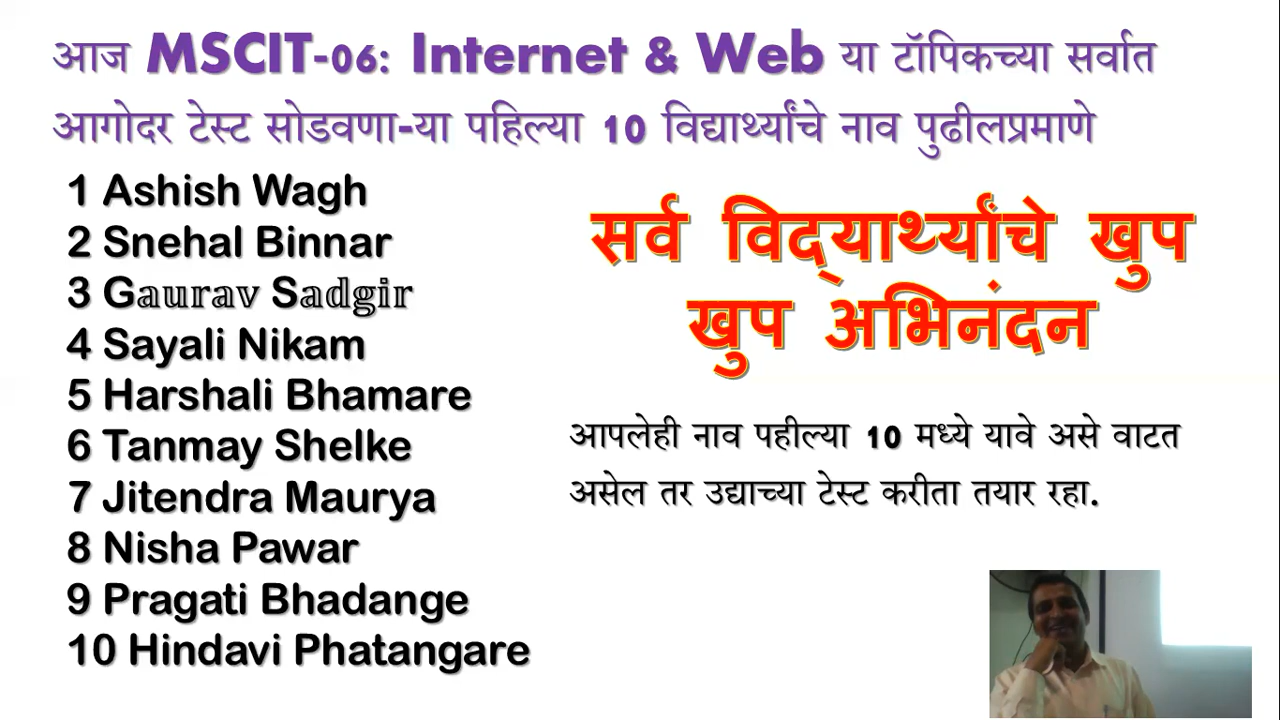 आज MSCIT-06: Internet & Web या टॉपिकच्या सर्वात
आगोदर टेस्ट सोडवणा-या पहिल्या 10 विद्यार्थ्यांचे नाव पुढीलप्रमाणे
1 Ashish Wagh
2 Snehal Binnar
3 Gaurav Sadgir
4 Sayali Nikam
5 Harshali Bhamare
6 Tanmay Shelke
7 Jitendra Maurya
8 Nisha Pawar
9 Pragati Bhadange
10 Hindavi Phatangare
सर्व विद्‌यार्थ्यांचे खुप
खुप अभिनंदन
आपलेही नाव पहील्या 10 मध्ये यावे असे वाटत
असेल तर उद्याच्या टेस्ट करीता तयार रहा.